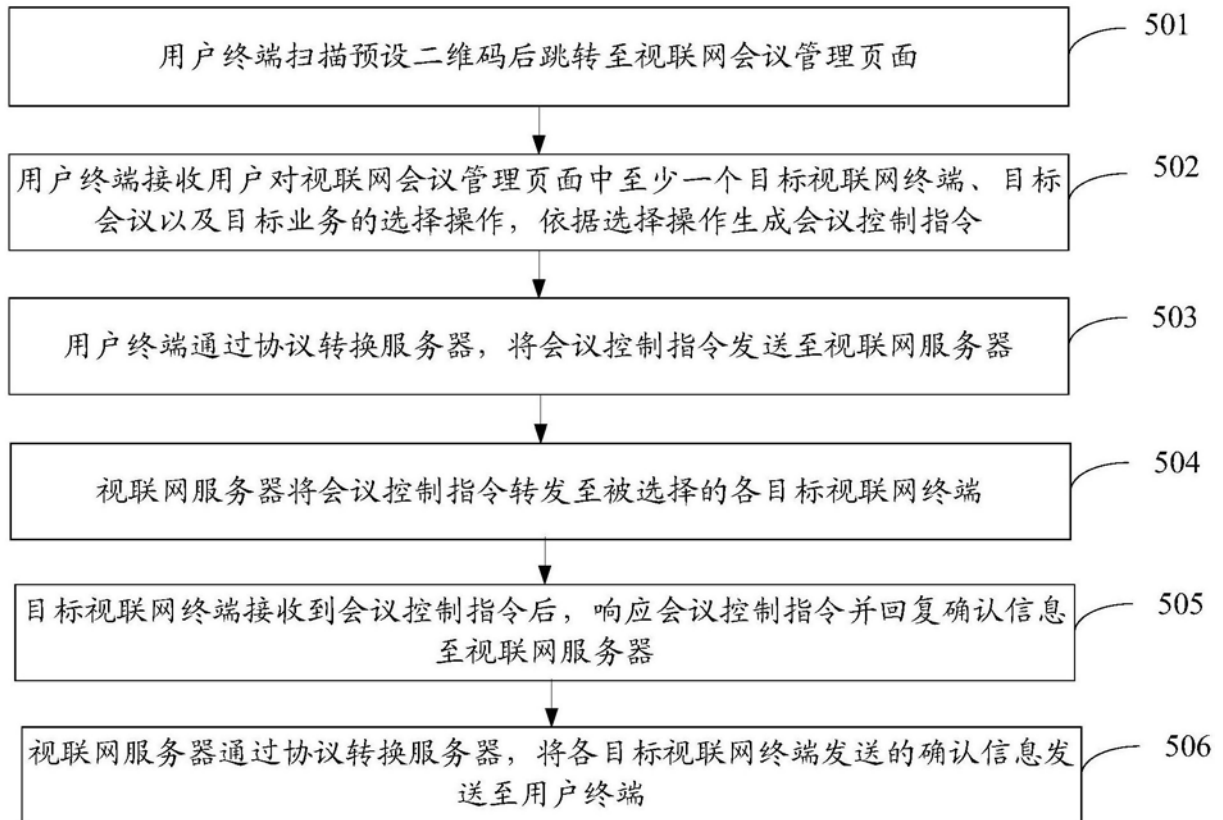 用户终端扫描预设二维码后跳转至视联网会议管理页面
501
用户终端接收用户对视联网会议管理页面中至少一个目标视联网终端、目标
会议以及目标业务的选择操作，依据选择操作生成会议控制指令
502
用户终端通过协议转换服务器，将会议控制指令发送至视联网服务器
503
视联网服务器将会议控制指令转发至被选择的各目标视联网终端
504
目标视联网终端接收到会议控制指令后，响应会议控制指令并回复确认信息
至视联网服务器
505
视联网服务器通过协议转换服务器，将各目标视联网终端发送的确认信息发
送至用户终端
506